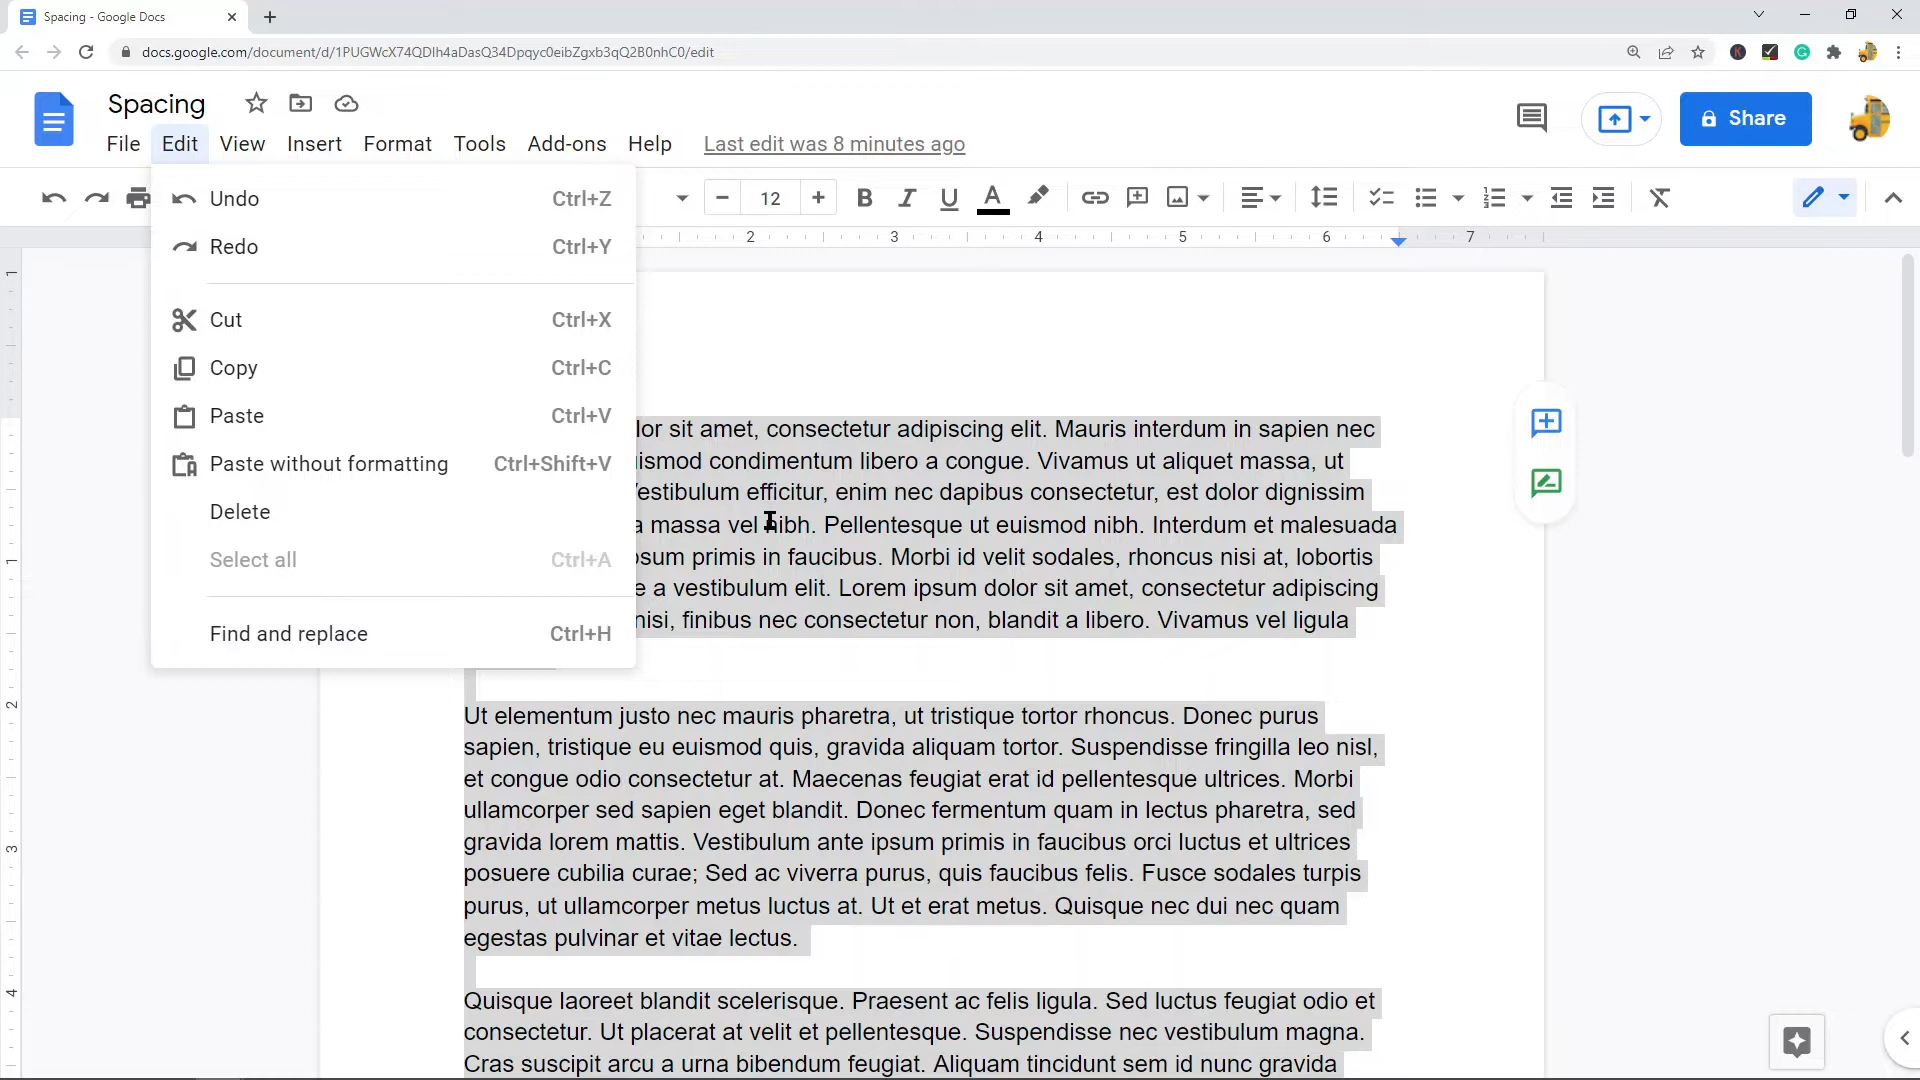 Spacing - Google Docs
docs.google.com/document/d/1PUGWcX74QDIh4aDasQ34Dpqyc0eibZgxb3qQ2B0nhC0/edit
Spacing
File Edit View Insert Format Tools Add-ons Help Last edit was 8 minutes ago
Share
12
2 3 4 5 6 7
Undo Ctrl+Z
Redo Ctrl+Y
Cut Ctrl+X
Copy Ctrl+C
Paste Ctrl+V
Paste without formatting Ctrl+Shift+V
Delete
Select all Ctrl+A
Find and replace Ctrl+H
1
1
2
3
4
lor sit amet, consectetur adipiscing elit. Mauris interdum in sapien nec
ismod condimentum libero a congue. Vivamus ut aliquet massa, ut
estibulum efficitur, enim nec dapibus consectetur, est dolor dignissim
a massa vel nibh. Pellentesque ut euismod nibh. Interdum et malesuada
sum primis in faucibus. Morbi id velit sodales, rhoncus nisi at, lobortis
e a vestibulum elit. Lorem ipsum dolor sit amet, consectetur adipiscing
nisi, finibus nec consectetur non, blandit a libero. Vivamus vel ligula
Ut elementum justo nec mauris pharetra, ut tristique tortor rhoncus. Donec purus
sapien, tristique eu euismod quis, gravida aliquam tortor. Suspendisse fringilla leo nisl,
et congue odio consectetur at. Maecenas feugiat erat id pellentesque ultrices. Morbi
ullamcorper sed sapien eget blandit. Donec fermentum quam in lectus pharetra, sed
gravida lorem mattis. Vestibulum ante ipsum primis in faucibus orci luctus et ultrices
posuere cubilia curae; Sed ac viverra purus, quis faucibus felis. Fusce sodales turpis
purus, ut ullamcorper metus luctus at. Ut et erat metus. Quisque nec dui nec quam
egestas pulvinar et vitae lectus.
Quisque laoreet blandit scelerisque. Praesent ac felis ligula. Sed luctus feugiat odio et
consectetur. Ut placerat at velit et pellentesque. Suspendisse nec vestibulum magna.
Cras suscipit arcu a urna bibendum feugiat. Aliquam tincidunt sem id nunc gravida